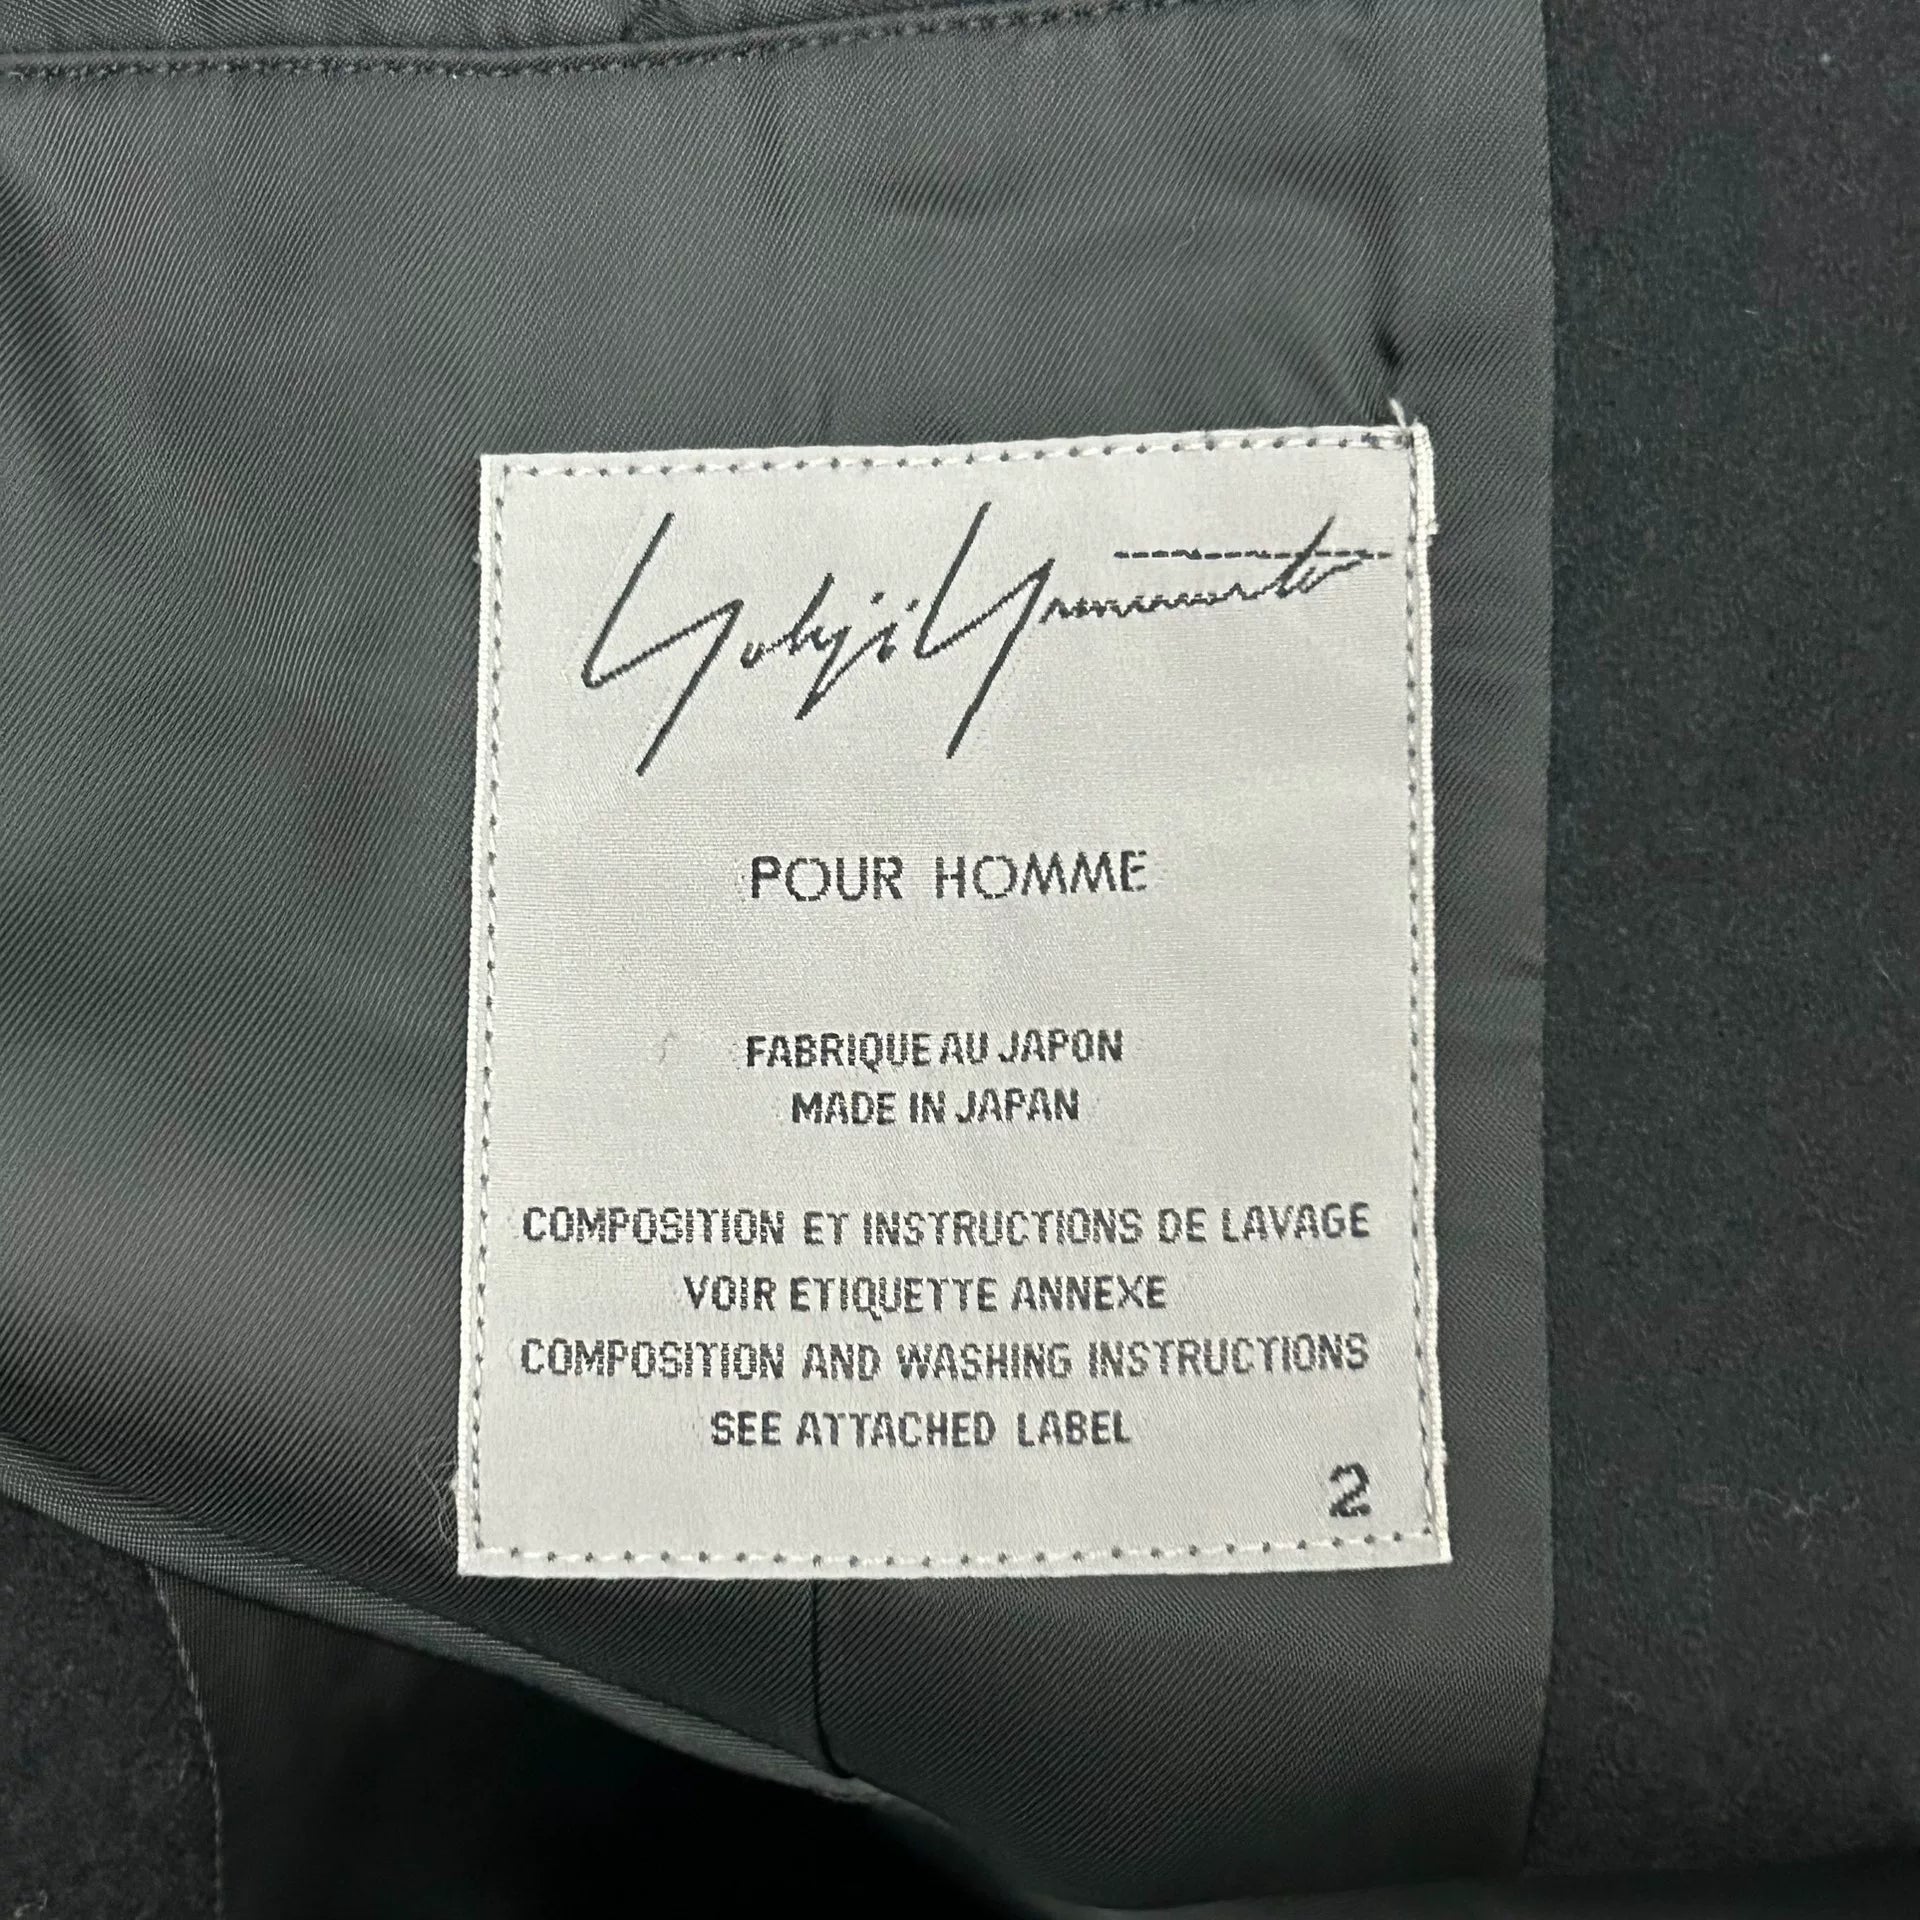 Yohji Yamamoto
POUR HOMME
FABRIQUE AU JAPON
MADE IN JAPAN
COMPOSITION ET INSTRUCTIONS DE LAVAGE
VOIR ETIQUETTE ANNEXE
COMPOSITION AND WASHING INSTRUCTIONS
SEE ATTACHED LABEL
2